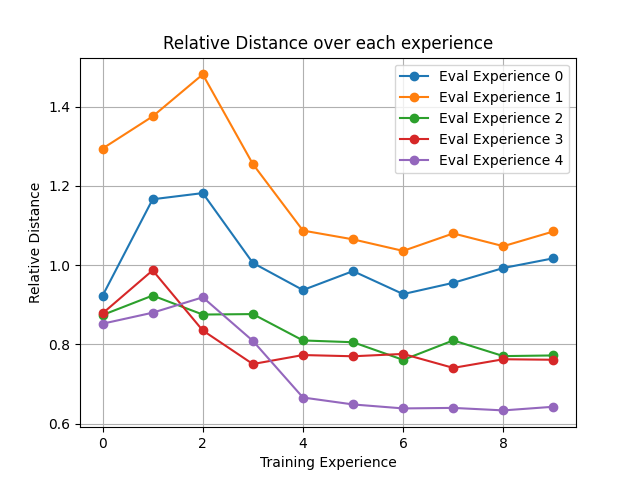 Relative Distance over each experience
Eval Experience 0
Eval Experience 1
Eval Experience 2
Eval Experience 3
Eval Experience 4
Relative Distance
1.4
1.2
1.0
0.8
0.6
0 2 4 6 8
Training Experience